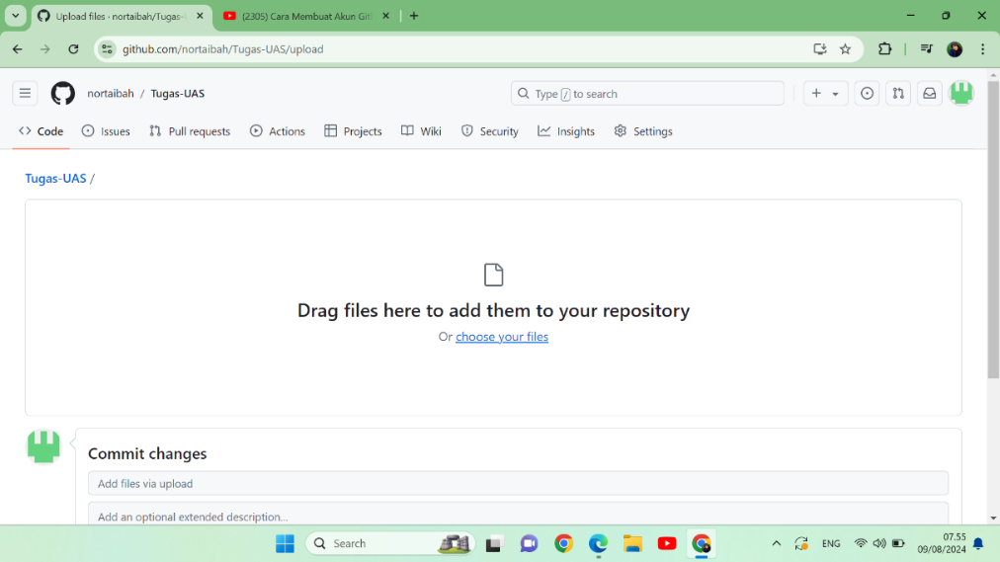 Upload files · nortaibah/Tugas-U
(2305) Cara Membuat Akun Git
github.com/nortaibah/Tugas-UAS/upload
nortaibah / Tugas-UAS
Type / to search
Code
Issues
Pull requests
Actions
Projects
Wiki
Security
Insights
Settings
Tugas-UAS /
Drag files here to add them to your repository
Or choose your files
Commit changes
Add files via upload
Add an optional extended description...
Search
ENG
07.55
09/08/2024